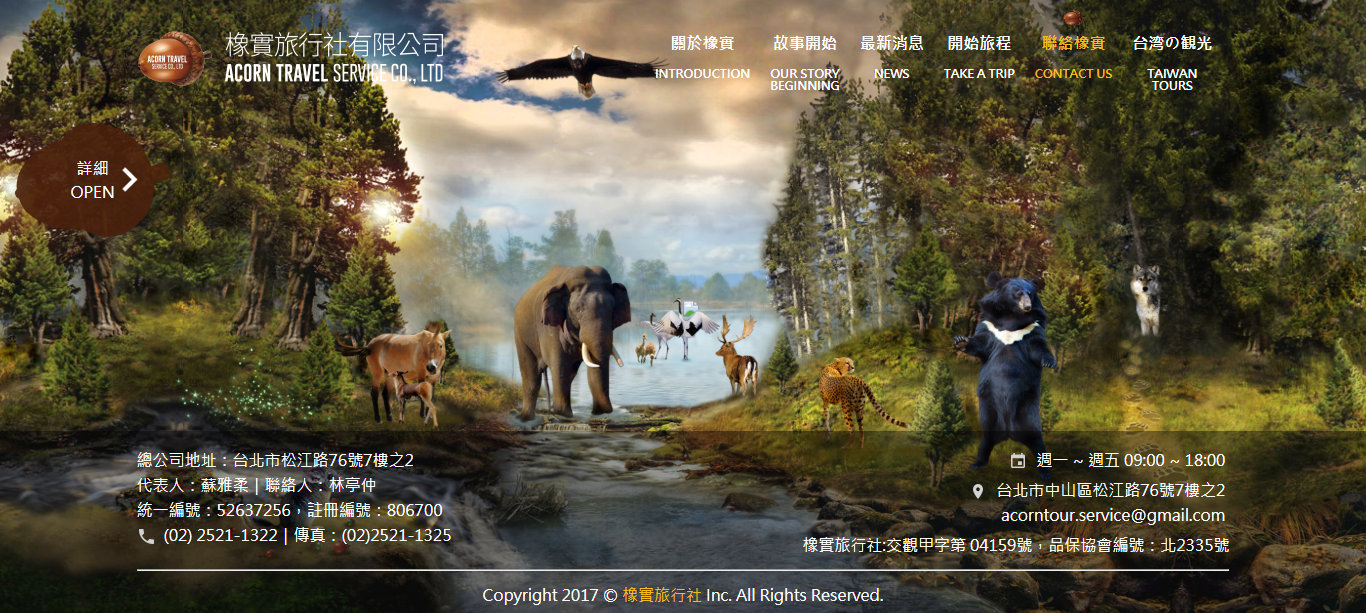 橡實旅行社有限公司
ACORN TRAVEL SERVICE CO., LTD
ACORN TRAVEL
SERVICE CO., LTD
關於橡實
INTRODUCTION
故事開始
OUR STORY
BEGINNING
最新消息
NEWS
開始旅程
TAKE A TRIP
聯絡橡實
CONTACT US
台湾の観光
TAIWAN
TOURS
詳細
OPEN
總公司地址：台北市松江路76號7樓之2
代表人：蘇雅柔 | 聯絡人：林亭仲
統一編號：52637256，註冊編號：806700
(02) 2521-1322 | 傳真：(02)2521-1325
週一 ~ 週五 09:00 ~ 18:00
台北市中山區松江路76號7樓之2
acorntour.service@gmail.com
橡實旅行社:交觀甲字第 04159號，品保協會編號：北2335號
Copyright 2017 © 橡實旅行社 Inc. All Rights Reserved.